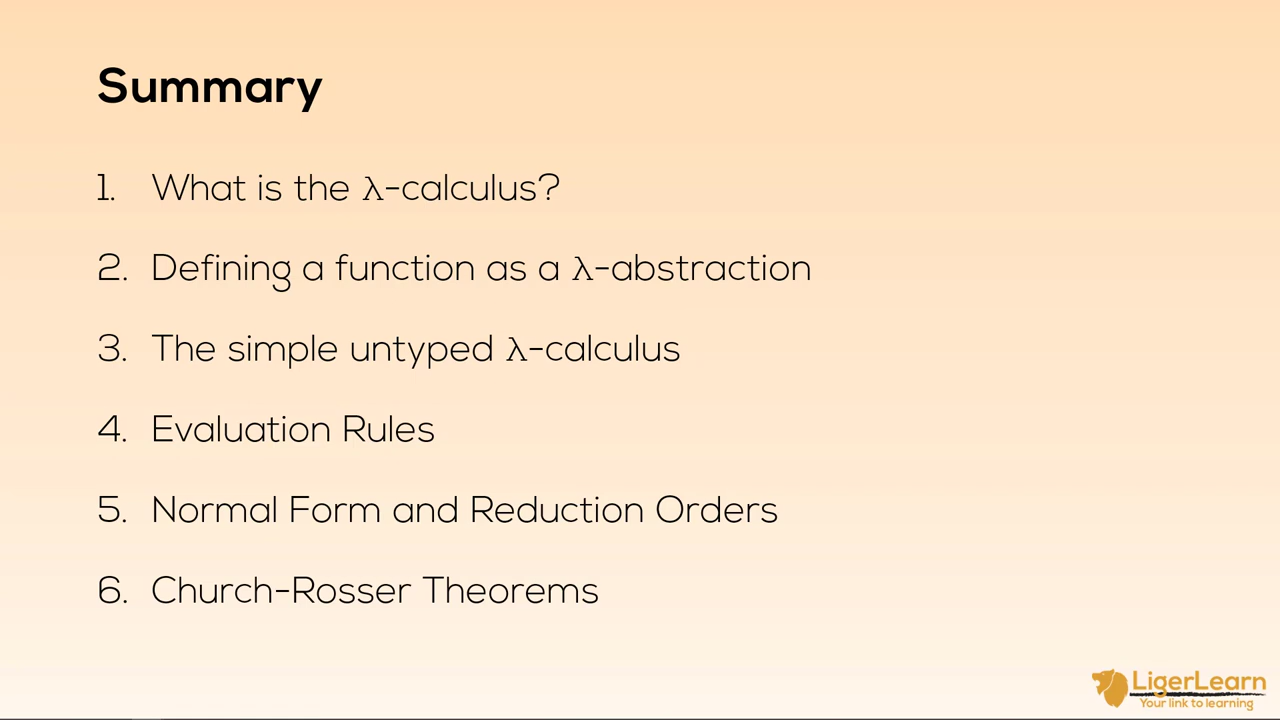 Summary
1. What is the λ-calculus?
2. Defining a function as a λ-abstraction
3. The simple untyped λ-calculus
4. Evaluation Rules
5. Normal Form and Reduction Orders
6. Church-Rosser Theorems
LigerLearn
Your link to learning